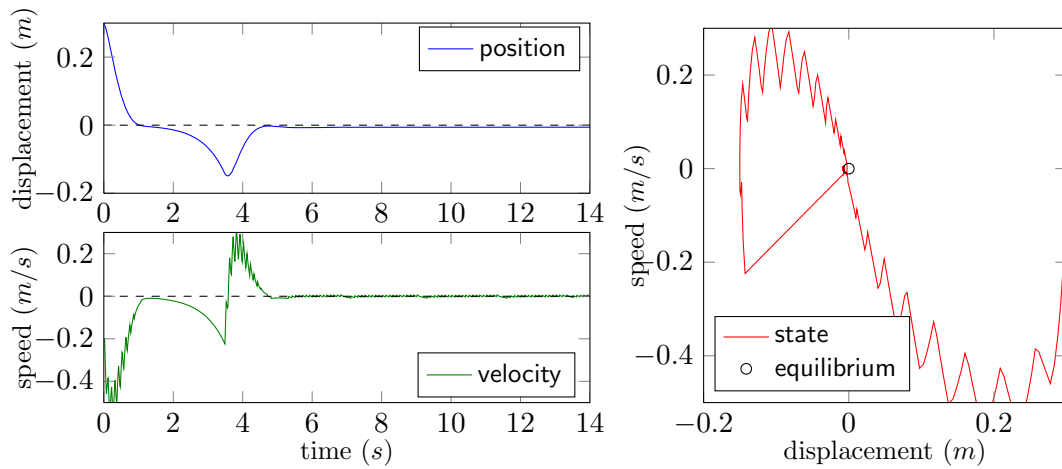 displacement (m)
0.2
0
−0.2
position
0 2 4 6 8 10 12 14
speed (m/s)
0.2
0
−0.2
−0.4
velocity
0 2 4 6 8 10 12 14
time (s)
speed (m/s)
0.2
0
−0.2
−0.4
state
equilibrium
−0.2 0 0.2
displacement (m)